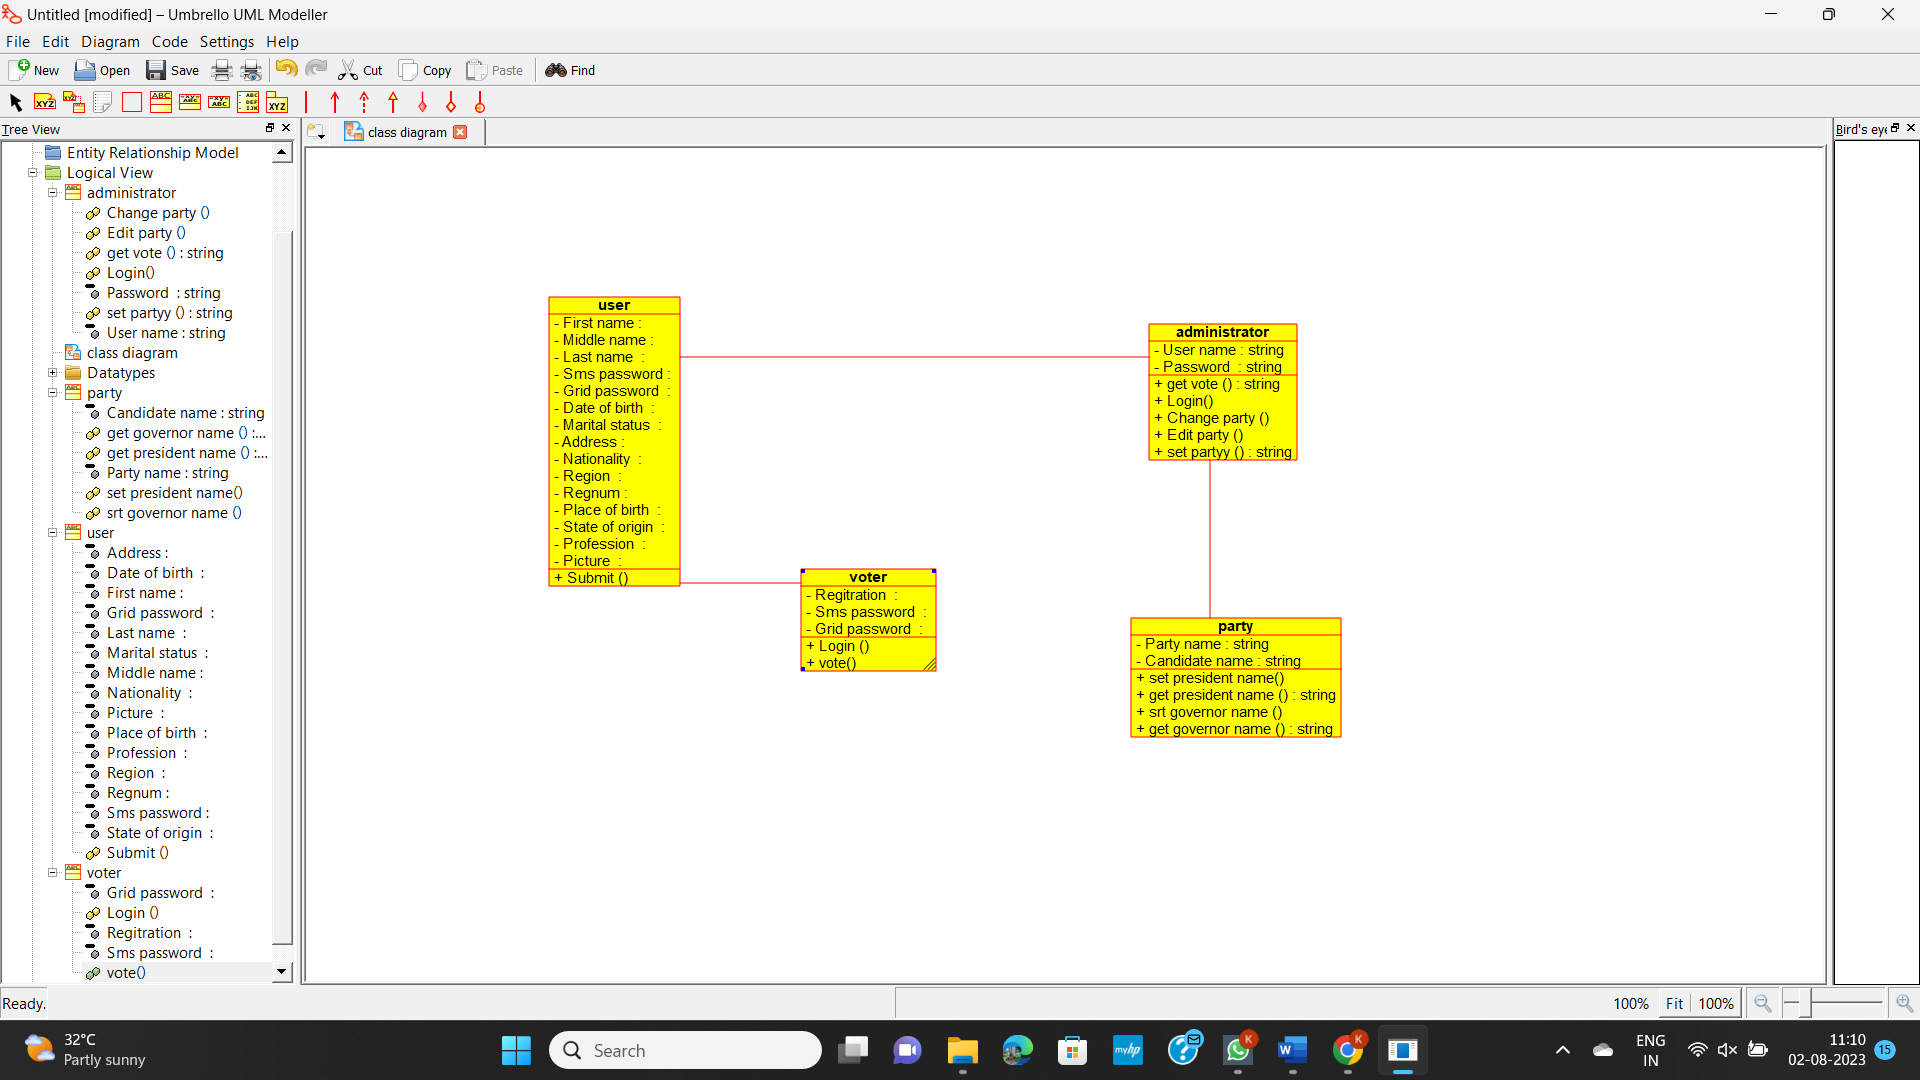 Untitled [modified] – Umbrello UML Modeller
File Edit Diagram Code Settings Help
New Open Save Cut Copy Paste Find
Tree View
class diagram
Bird's eye
Entity Relationship Model
Logical View
administrator
Change party ()
Edit party ()
get vote () : string
Login()
Password : string
set partyy () : string
User name : string
class diagram
Datatypes
party
Candidate name : string
get governor name () :...
get president name () :...
Party name : string
set president name()
srt governor name ()
user
Address :
Date of birth :
First name :
Grid password :
Last name :
Marital status :
Middle name :
Nationality :
Picture :
Place of birth :
Profession :
Region :
Regnum :
Sms password :
State of origin :
Submit ()
voter
Grid password :
Login ()
Regitration :
Sms password :
vote()
user
- First name :
- Middle name :
- Last name :
- Sms password :
- Grid password :
- Date of birth :
- Marital status :
- Address :
- Nationality :
- Region :
- Regnum :
- Place of birth :
- State of origin :
- Profession :
- Picture :
+ Submit ()
administrator
- User name : string
- Password : string
+ get vote () : string
+ Login()
+ Change party ()
+ Edit party ()
+ set partyy () : string
voter
- Regitration :
- Sms password :
- Grid password :
+ Login ()
+ vote()
party
- Party name : string
- Candidate name : string
+ set president name()
+ get president name () : string
+ srt governor name ()
+ get governor name () : string
Ready.
100% Fit 100%
32°C
Partly sunny
Search
myhp
K
K
ENG
IN
11:10
02-08-2023
15